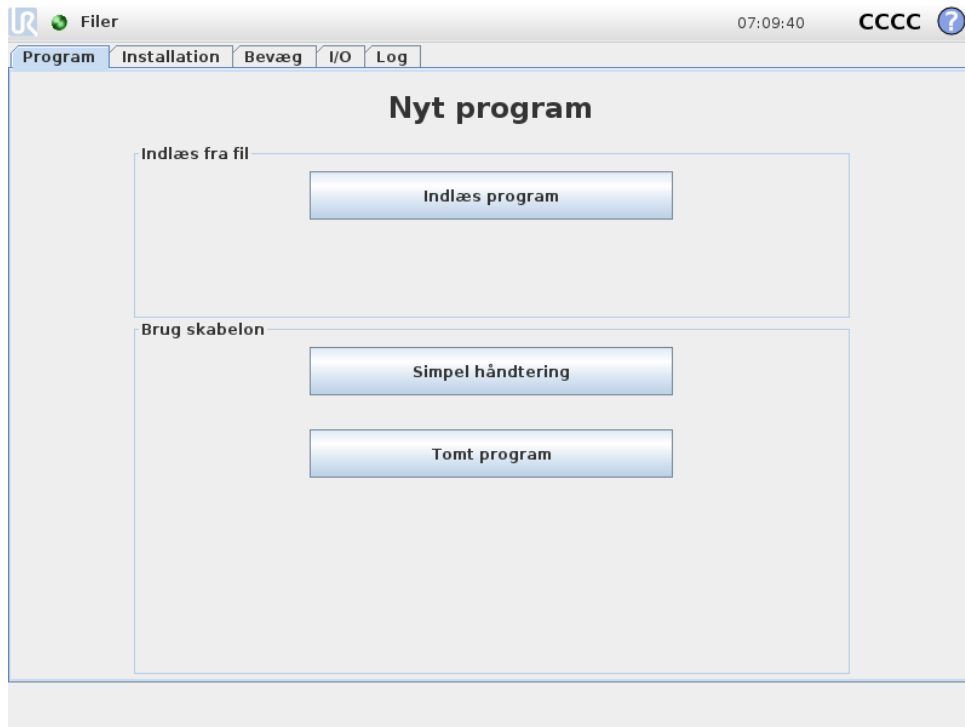 UR Filer 07:09:40 CCCC ?
Program Installation Bevæg I/O Log
Nyt program
Indlæs fra fil
Indlæs program
Brug skabelon
Simpel håndtering
Tomt program